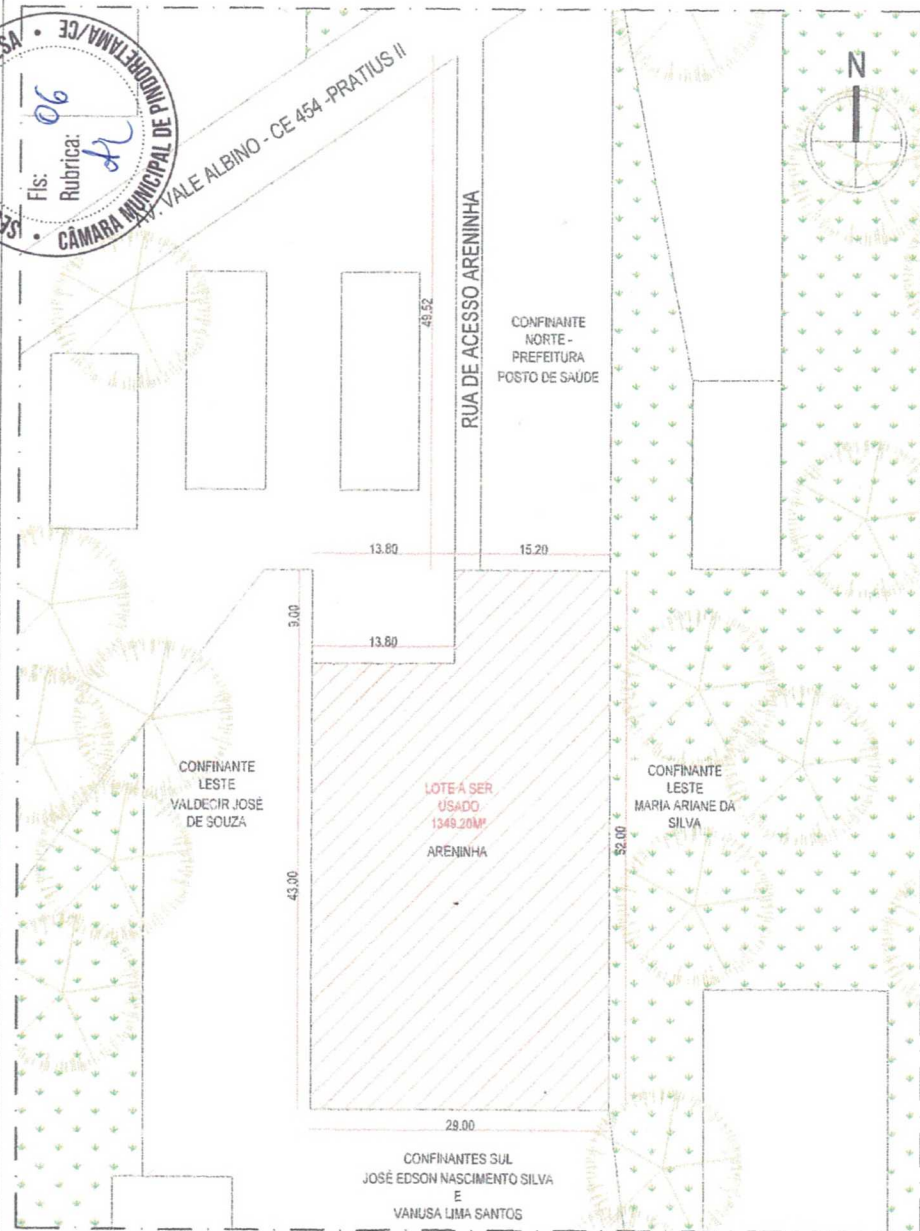 CÂMARA MUNICIPAL DE PINDORETAMA/CE
Fls: 06
Rubrica:
AV. VALE ALBINO - CE 454 -PRATIUS II
N
RUA DE ACESSO ARENINHA
49.52
CONFINANTE
NORTE -
PREFEITURA
POSTO DE SAÚDE
13.80
15.20
9.00
13.80
CONFINANTE
LESTE
VALDECIR JOSÉ
DE SOUZA
LOTE A SER
USADO
1349.20M²
ARENINHA
CONFINANTE
LESTE
MARIA ARIANE DA
SILVA
43.00
52.00
29.00
CONFINANTES SUL
JOSÉ EDSON NASCIMENTO SILVA
E
VANUSA LIMA SANTOS